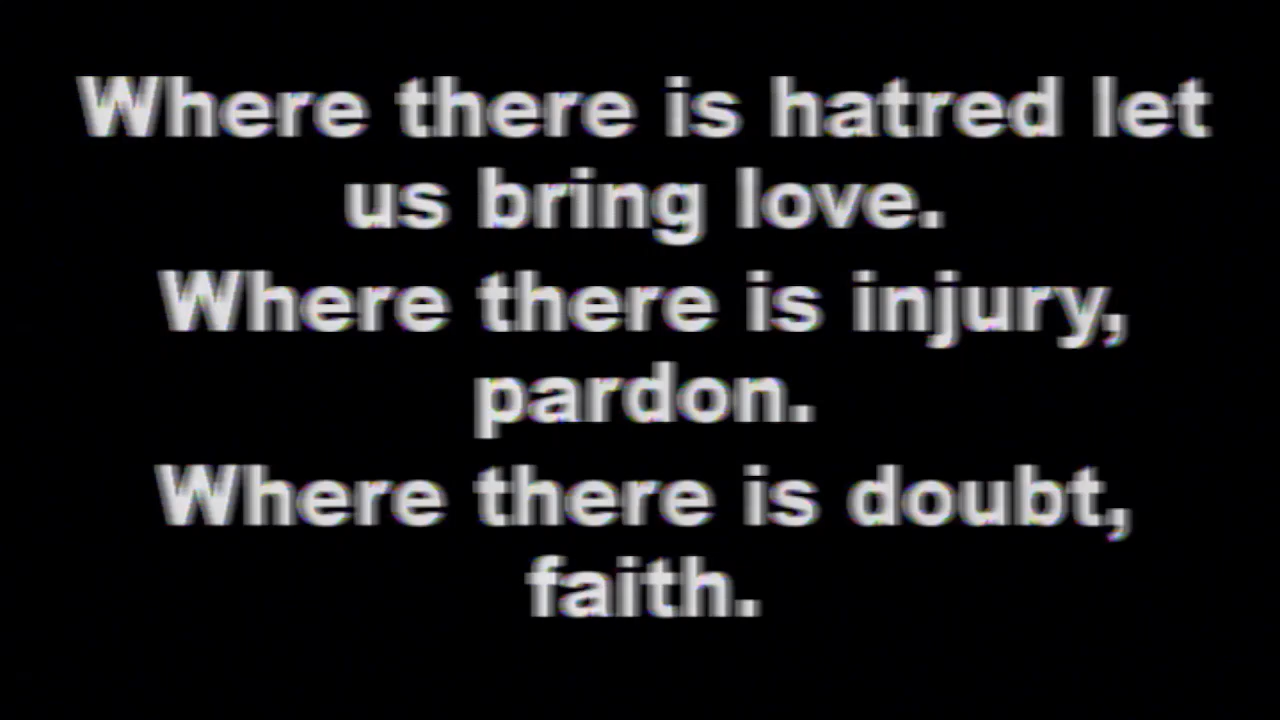 Where there is hatred let
us bring love.
Where there is injury,
pardon.
Where there is doubt,
faith.